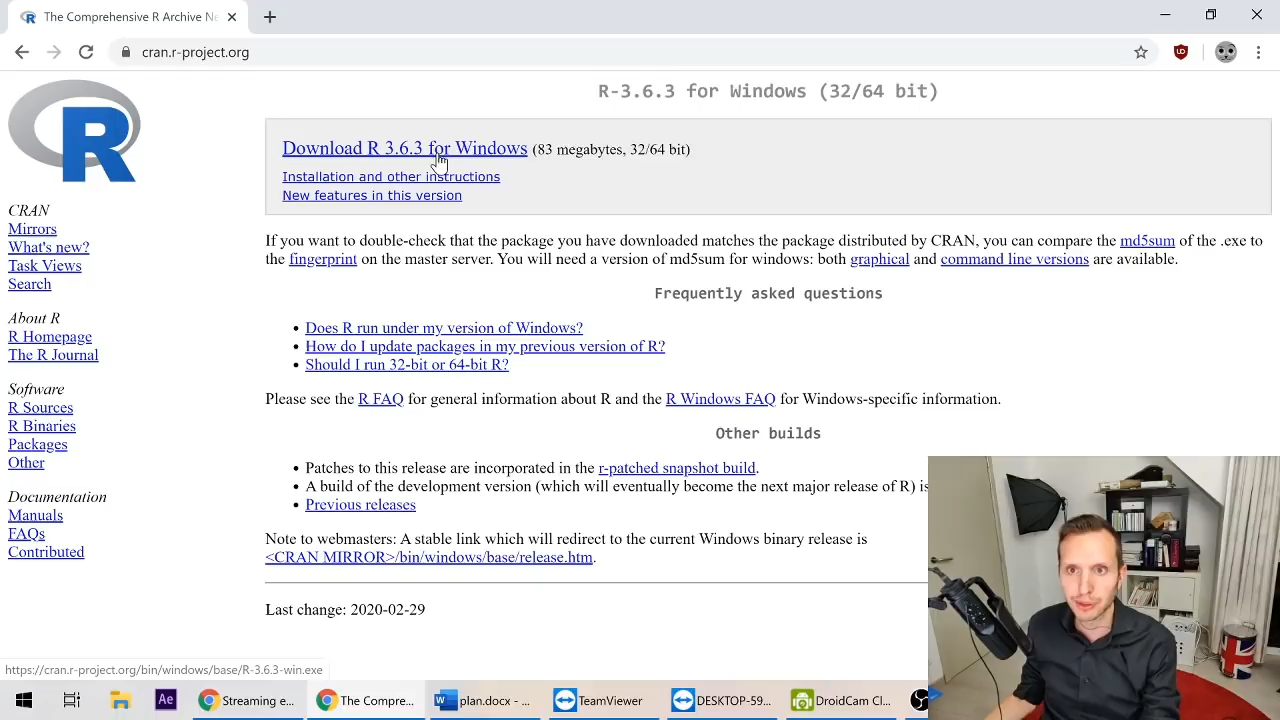 The Comprehensive R Archive Ne
cran.r-project.org
R
R-3.6.3 for Windows (32/64 bit)
Download R 3.6.3 for Windows (83 megabytes, 32/64 bit)
Installation and other instructions
New features in this version
CRAN
Mirrors
What's new?
Task Views
Search
About R
R Homepage
The R Journal
Software
R Sources
R Binaries
Packages
Other
Documentation
Manuals
FAQs
Contributed
If you want to double-check that the package you have downloaded matches the package distributed by CRAN, you can compare the md5sum of the .exe to
the fingerprint on the master server. You will need a version of md5sum for windows: both graphical and command line versions are available.
Frequently asked questions
• Does R run under my version of Windows?
• How do I update packages in my previous version of R?
• Should I run 32-bit or 64-bit R?
Please see the R FAQ for general information about R and the R Windows FAQ for Windows-specific information.
Other builds
• Patches to this release are incorporated in the r-patched snapshot build.
• A build of the development version (which will eventually become the next major release of R) is
• Previous releases
Note to webmasters: A stable link which will redirect to the current Windows binary release is
<CRAN MIRROR>/bin/windows/base/release.htm.
Last change: 2020-02-29
https://cran.r-project.org/bin/windows/base/R-3.6.3-win.exe
Ae
Streaming e...
The Compre...
plan.docx - ...
TeamViewer
DESKTOP-59...
DroidCam Cl...